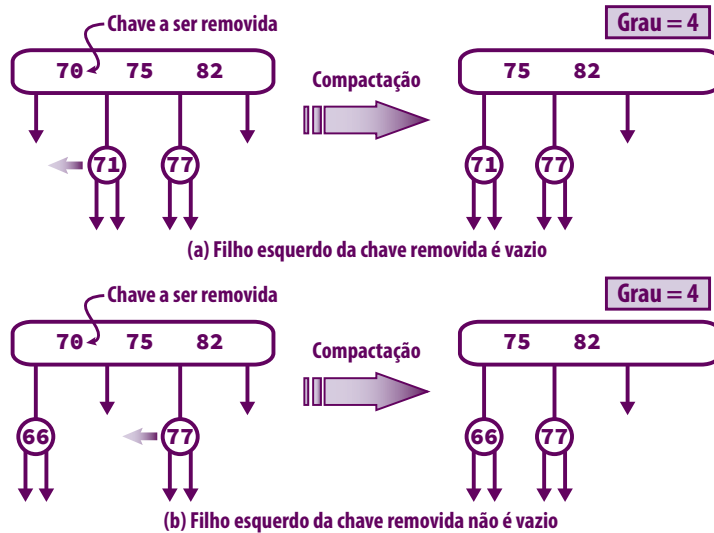 Chave a ser removida
Grau = 4
70 75 82
Compactação
75 82
71 77
71 77
(a) Filho esquerdo da chave removida é vazio
Chave a ser removida
Grau = 4
70 75 82
Compactação
75 82
66 77
66 77
(b) Filho esquerdo da chave removida não é vazio